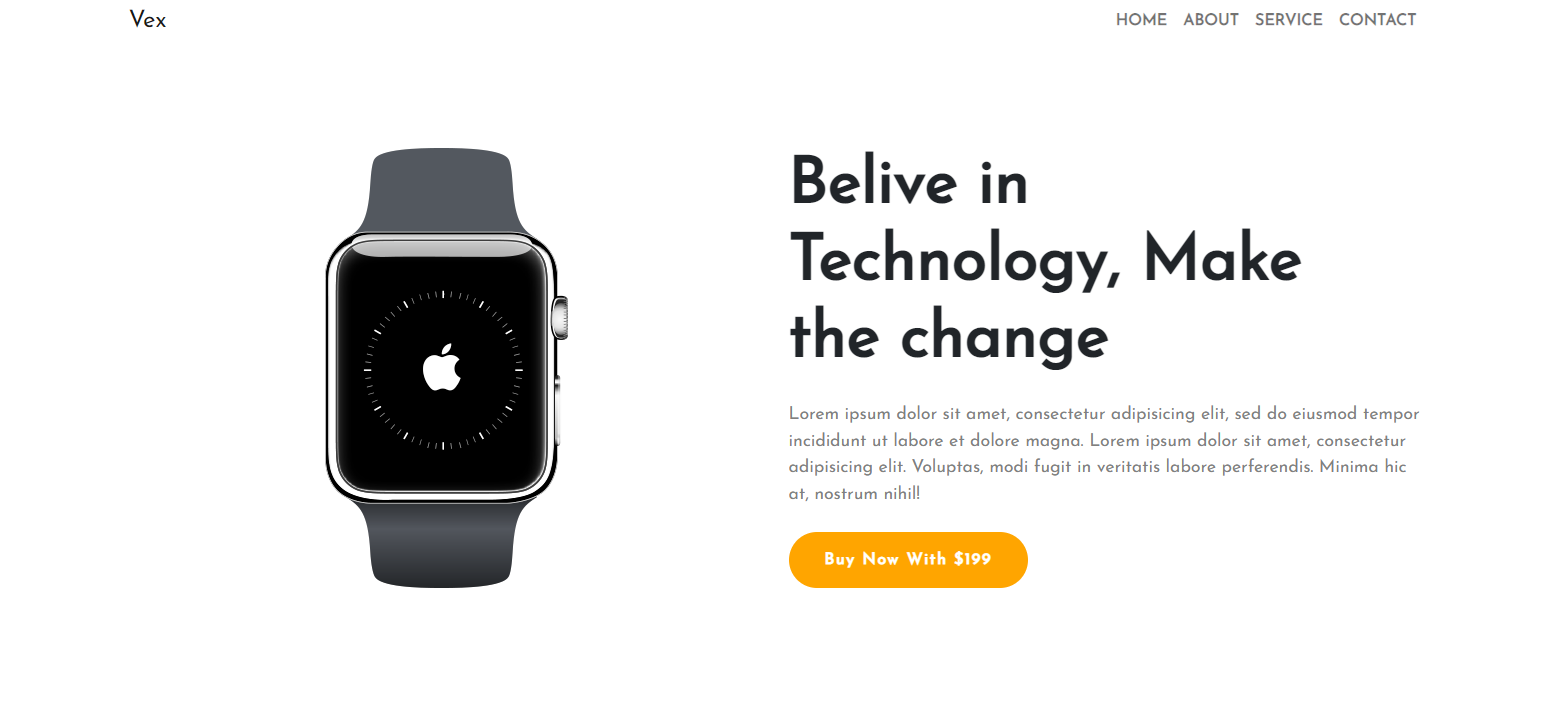 Vex
HOME ABOUT SERVICE CONTACT
Belive in
Technology, Make
the change
Lorem ipsum dolor sit amet, consectetur adipisicing elit, sed do eiusmod tempor
incididunt ut labore et dolore magna. Lorem ipsum dolor sit amet, consectetur
adipisicing elit. Voluptas, modi fugit in veritatis labore perferendis. Minima hic
at, nostrum nihil!
Buy Now With $199